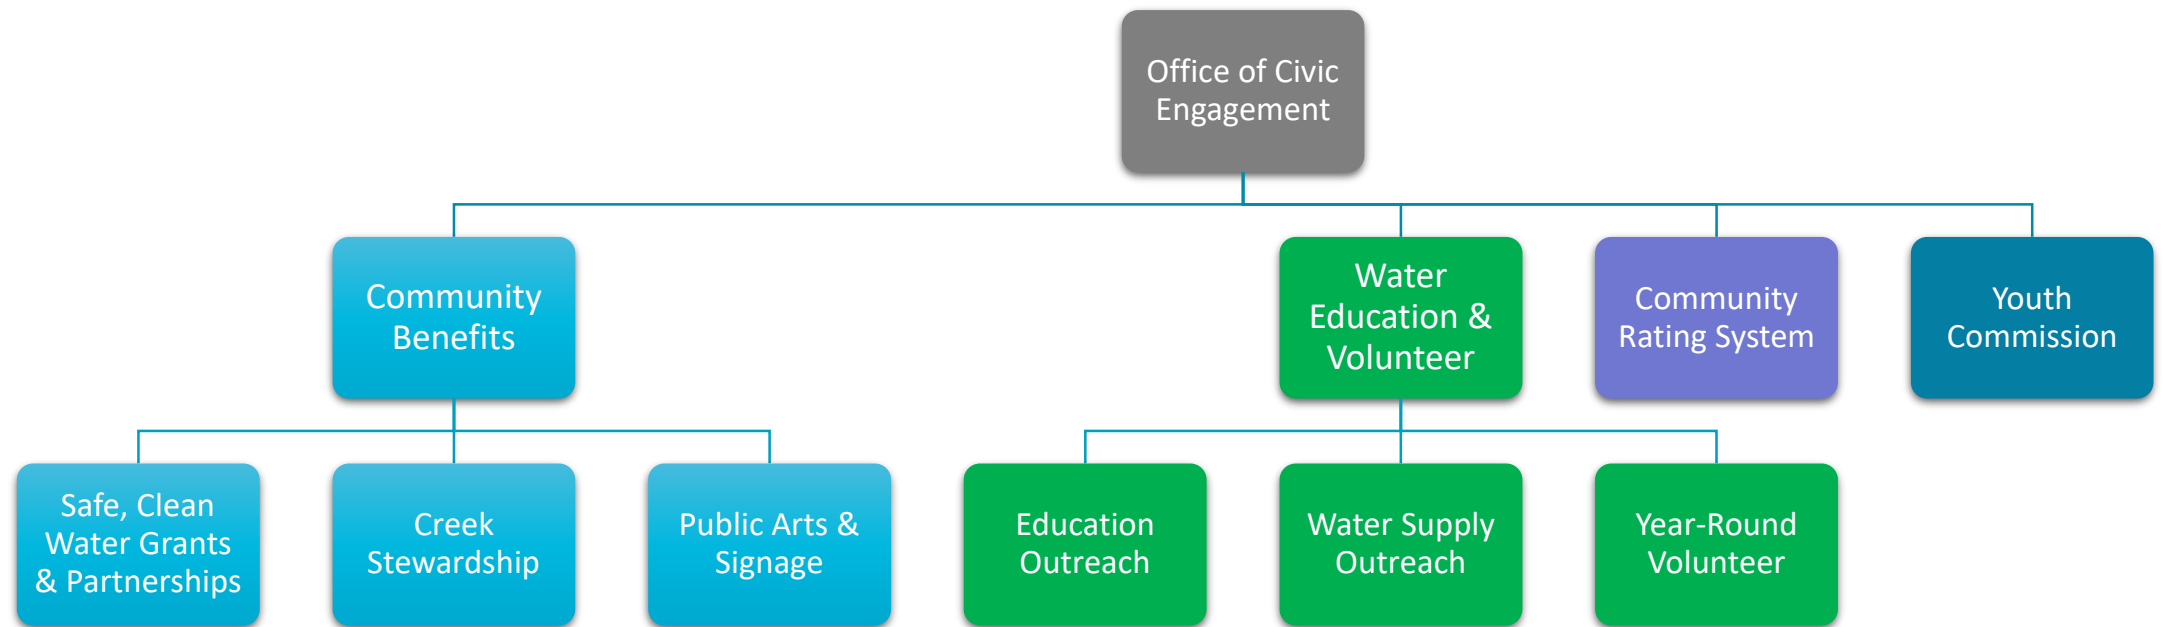 Office of Civic
Engagement
Community
Benefits
Water
Education &
Volunteer
Community
Rating System
Youth
Commission
Safe, Clean
Water Grants
& Partnerships
Creek
Stewardship
Public Arts &
Signage
Education
Outreach
Water Supply
Outreach
Year-Round
Volunteer